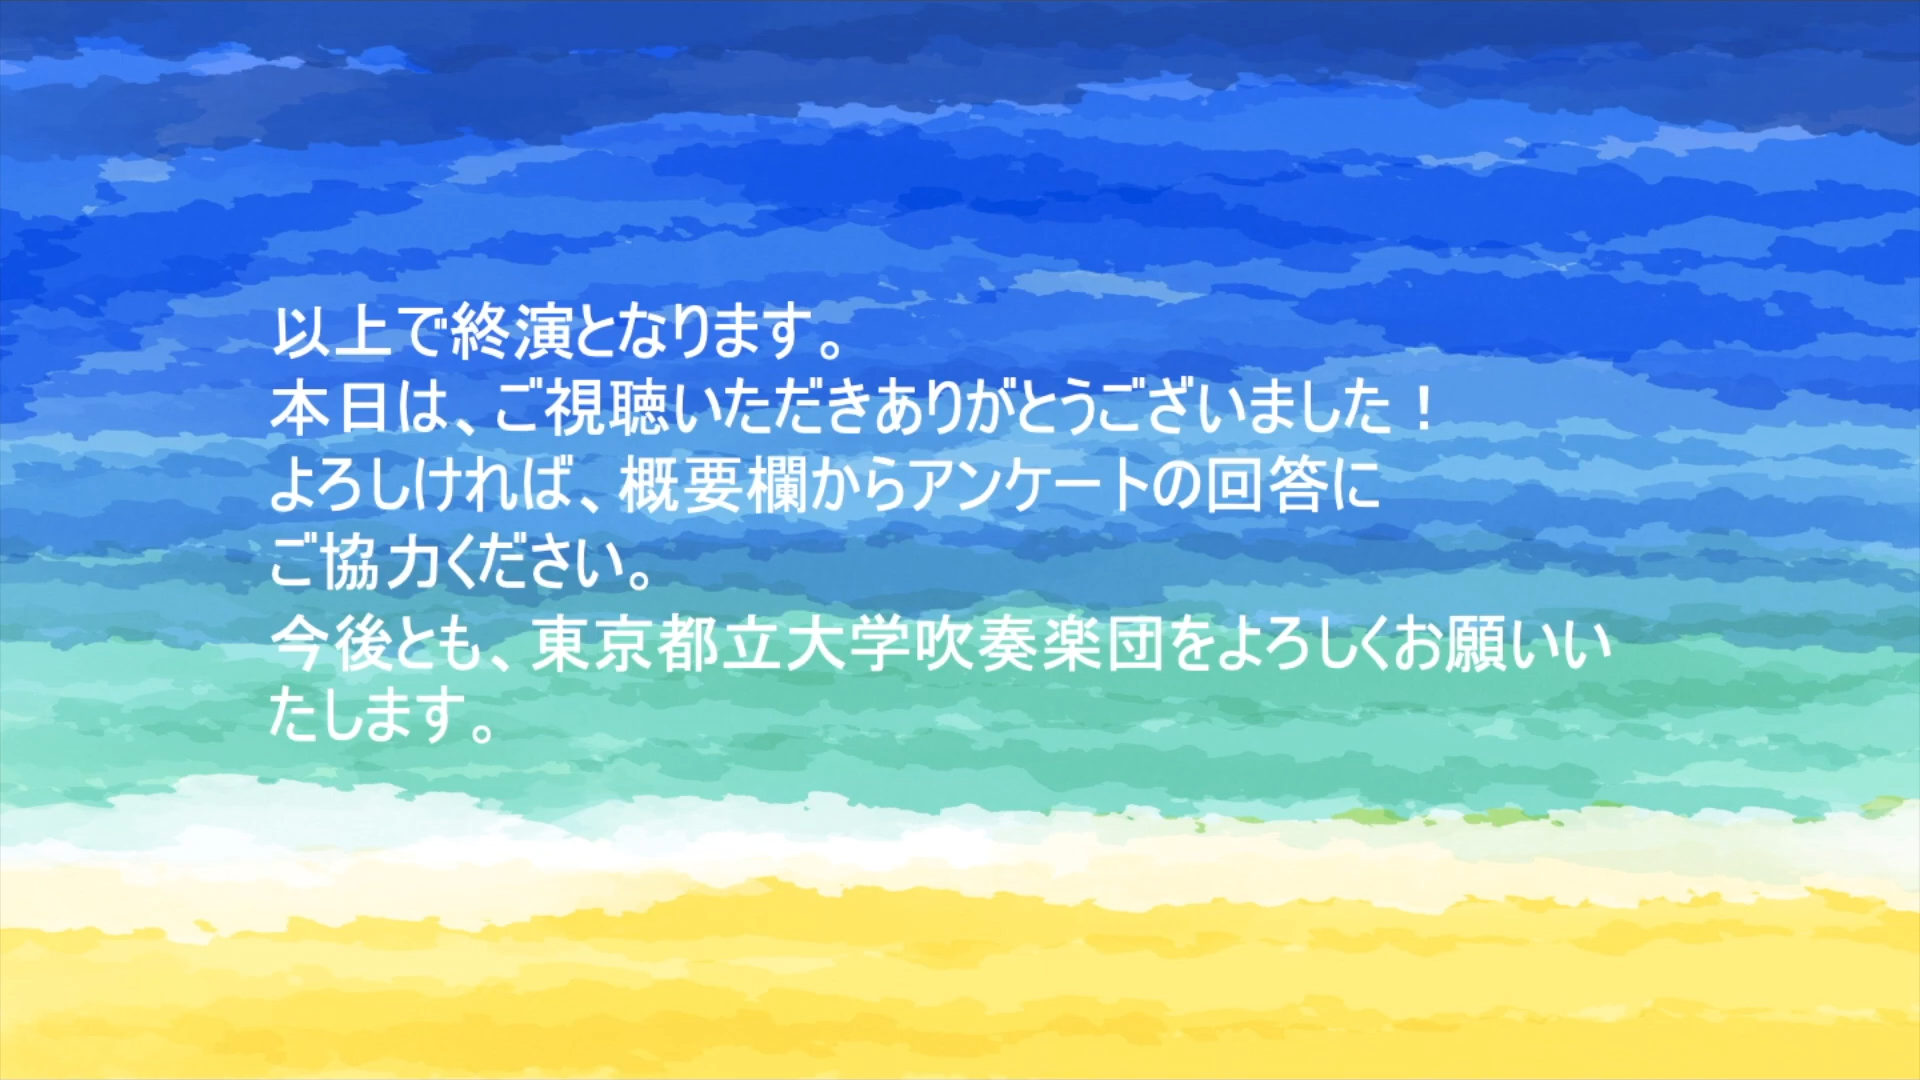 以上で終演となります。
本日は、ご視聴いただきありがとうございました！
よろしければ、概要欄からアンケートの回答に
ご協力ください。
今後とも、東京都立大学吹奏楽団をよろしくお願いい
たします。